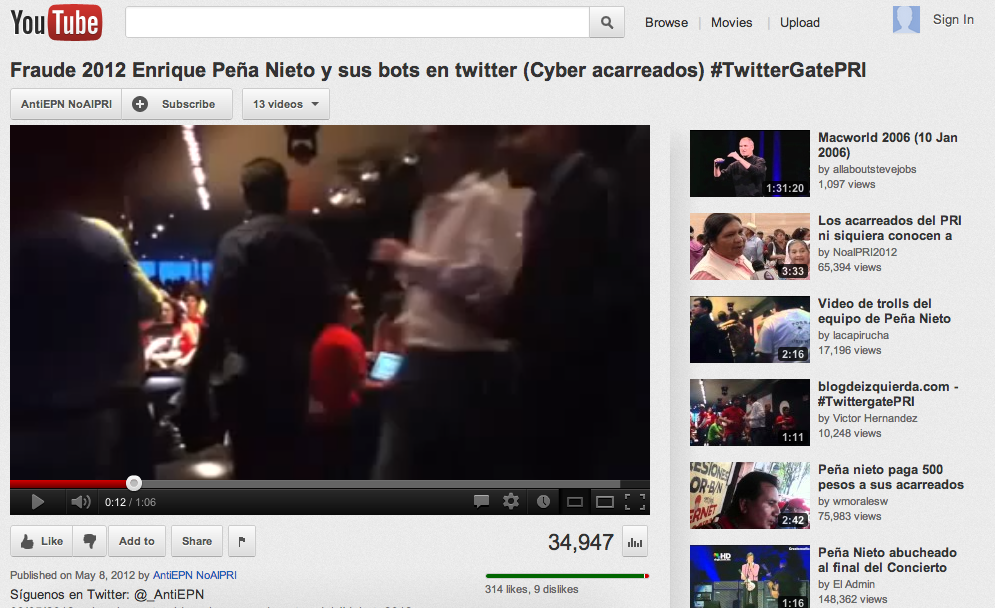 YouTube
Browse | Movies | Upload
Sign In
Fraude 2012 Enrique Peña Nieto y sus bots en twitter (Cyber acarreados) #TwitterGatePRI
AntiEPN NoAlPRI
Subscribe
13 videos
0:12 / 1:06
Like
Add to
Share
34,947
Published on May 8, 2012 by AntiEPN NoAlPRI
314 likes, 9 dislikes
Síguenos en Twitter: @_AntiEPN
1:31:20
Macworld 2006 (10 Jan
2006)
by allaboutstevejobs
1,097 views
3:33
Los acarreados del PRI
ni siquiera conocen a
by NoalPRI2012
65,394 views
2:16
Video de trolls del
equipo de Peña Nieto
by lacapirucha
17,196 views
1:11
blogdeizquierda.com -
#TwittergatePRI
by Victor Hernandez
10,248 views
2:42
Peña nieto paga 500
pesos a sus acarreados
by wmoralesw
75,983 views
HD
1:16
Peña Nieto abucheado
al final del Concierto
by El Admin
148,362 views